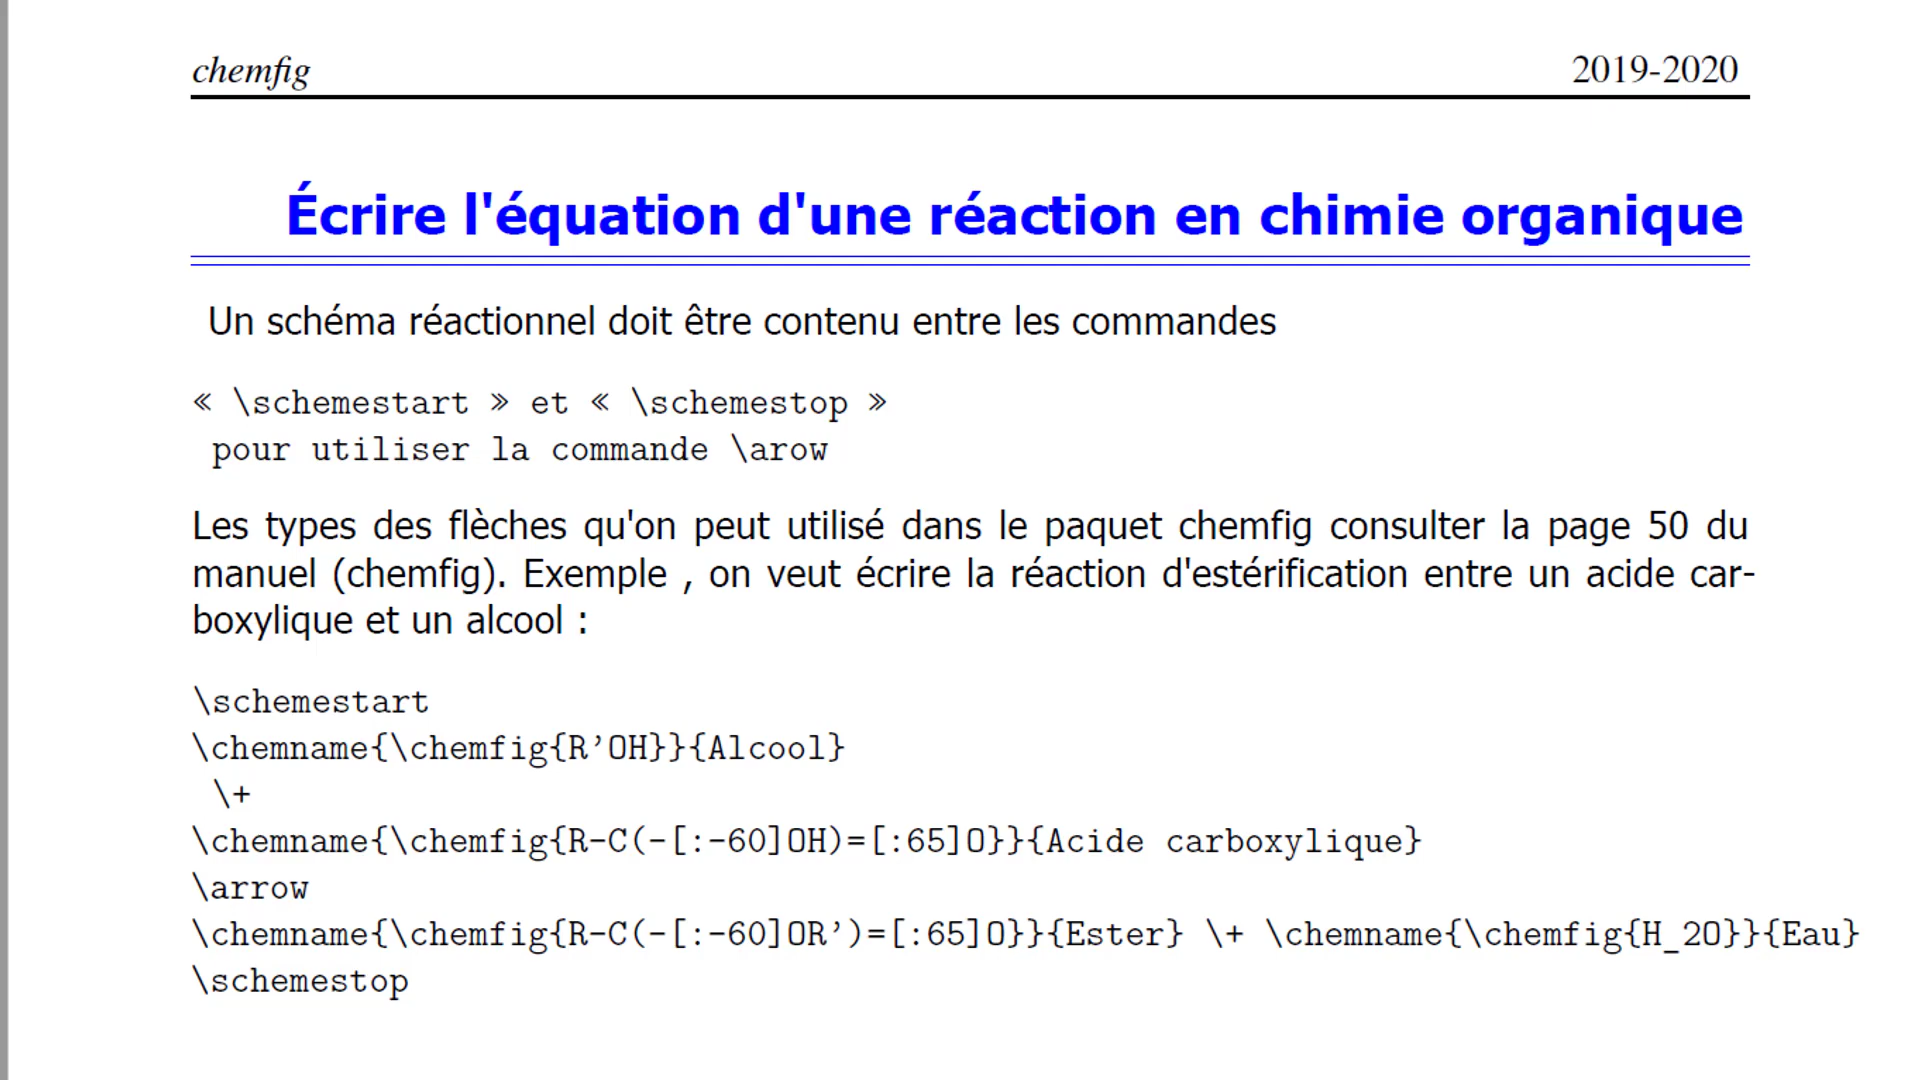 chemfig 2019-2020
Écrire l'équation d'une réaction en chimie organique
Un schéma réactionnel doit être contenu entre les commandes
« \schemestart » et « \schemestop »
pour utiliser la commande \arow
Les types des flèches qu'on peut utilisé dans le paquet chemfig consulter la page 50 du
manuel (chemfig). Exemple , on veut écrire la réaction d'estérification entre un acide car-
boxylique et un alcool :
\schemestart
\chemname{\chemfig{R’OH}}{Alcool}
\+
\chemname{\chemfig{R-C(-[:-60]OH)=[:65]O}}{Acide carboxylique}
\arrow
\chemname{\chemfig{R-C(-[:-60]OR’)=[:65]O}}{Ester} \+ \chemname{\chemfig{H_2O}}{Eau}
\schemestop